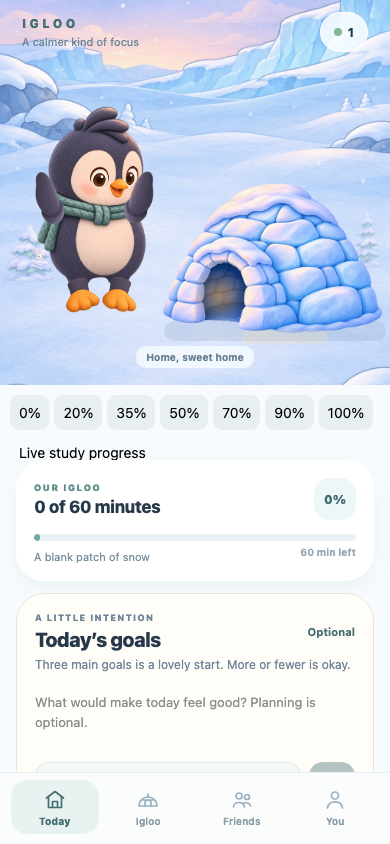 IGLOO
A calmer kind of focus
1
Home, sweet home
0%
20%
35%
50%
70%
90%
100%
Live study progress
OUR IGLOO
0 of 60 minutes
0%
A blank patch of snow
60 min left
A LITTLE INTENTION
Today's goals
Optional
Three main goals is a lovely start. More or fewer is okay.
What would make today feel good? Planning is
optional.
Today
Igloo
Friends
You